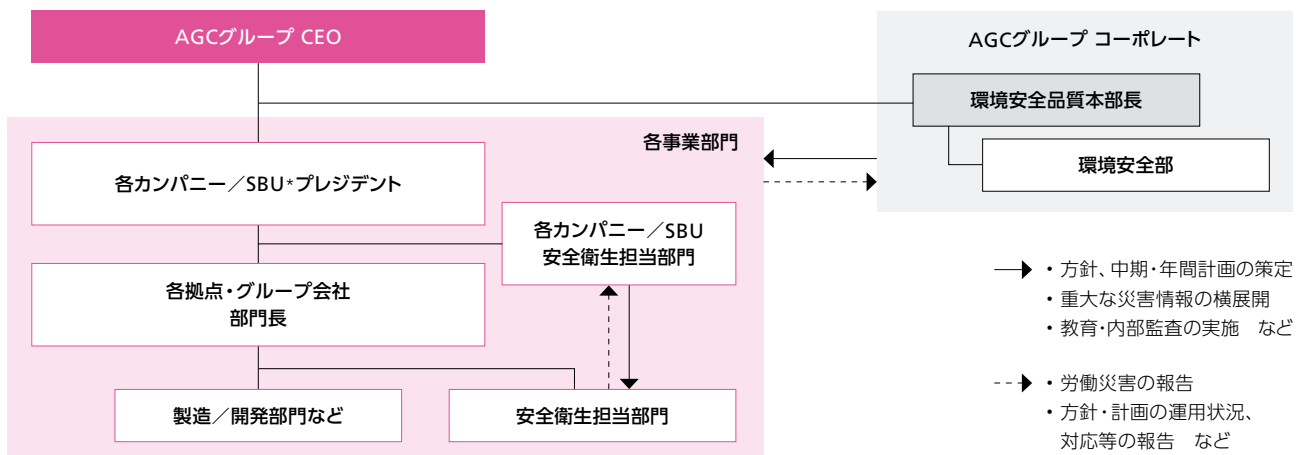 AGCグループ CEO
AGCグループ コーポレート
環境安全品質本部長
環境安全部
各事業部門
各カンパニー／SBU*プレジデント
各カンパニー／SBU
安全衛生担当部門
各拠点・グループ会社
部門長
製造／開発部門など
安全衛生担当部門
・方針、中期・年間計画の策定
・重大な災害情報の横展開
・教育・内部監査の実施　など
・労働災害の報告
・方針・計画の運用状況、
対応等の報告　など